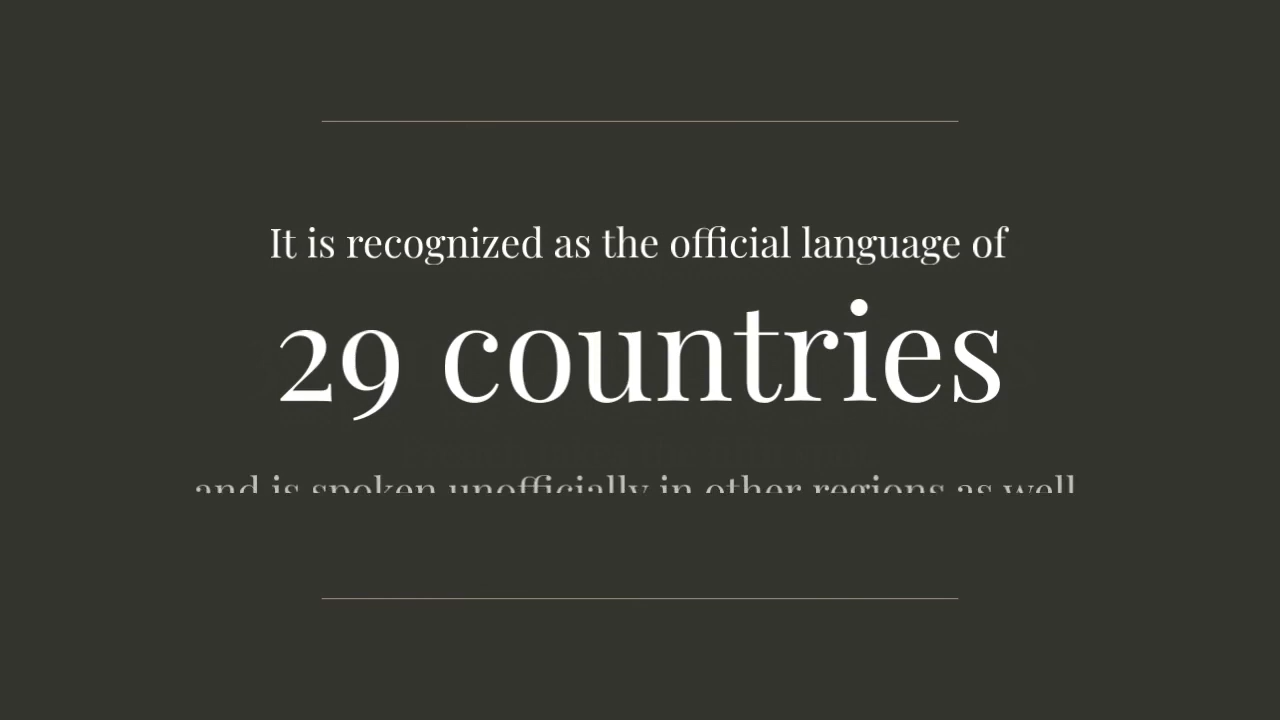 It is recognized as the official language of
29 countries
and is spoken unofficially in other regions as well